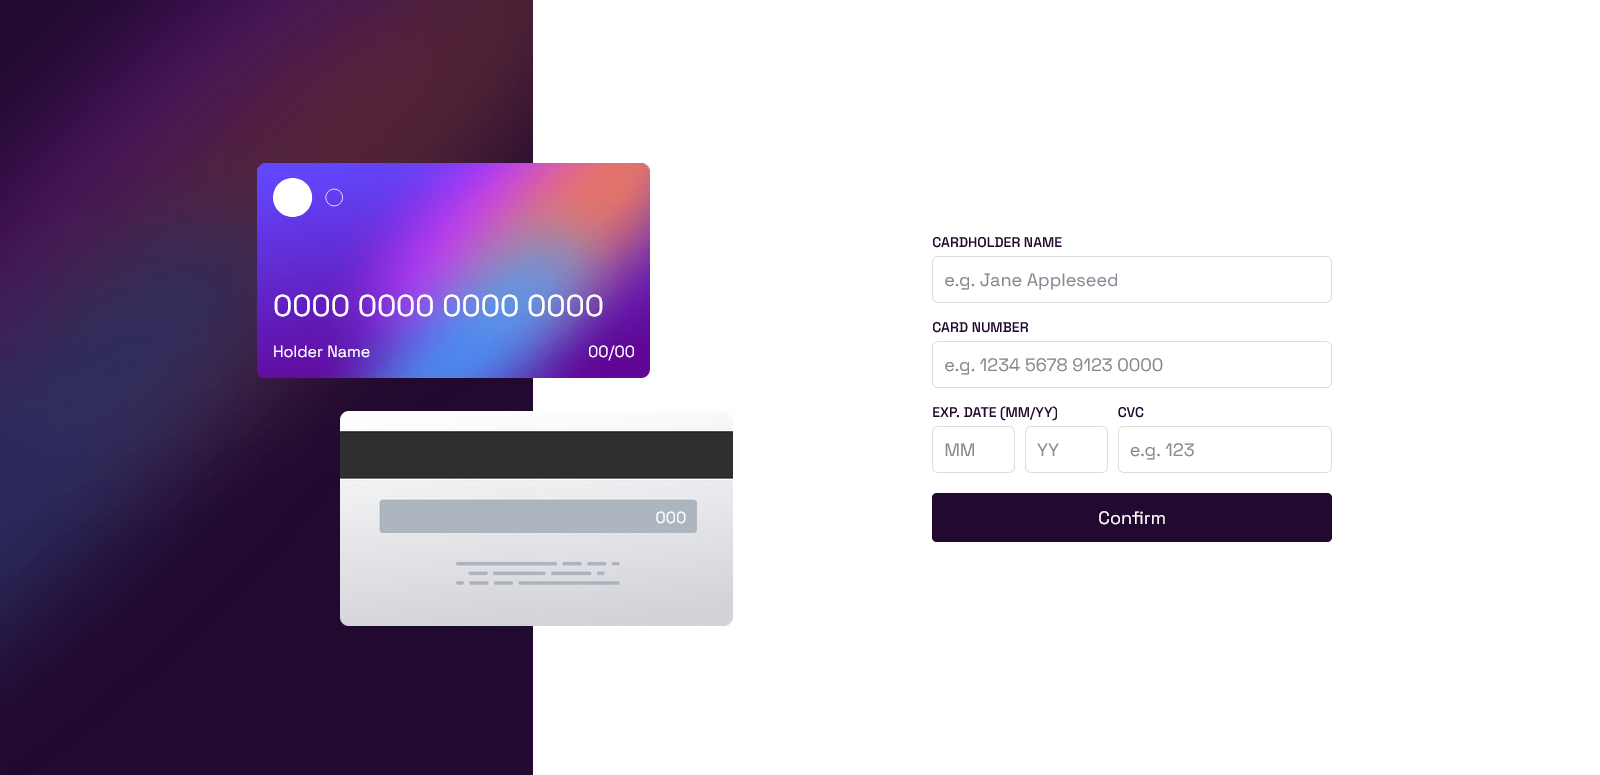 0000 0000 0000 0000
Holder Name 00/00
000
CARDHOLDER NAME
e.g. Jane Appleseed
CARD NUMBER
e.g. 1234 5678 9123 0000
EXP. DATE (MM/YY) CVC
MM YY e.g. 123
Confirm